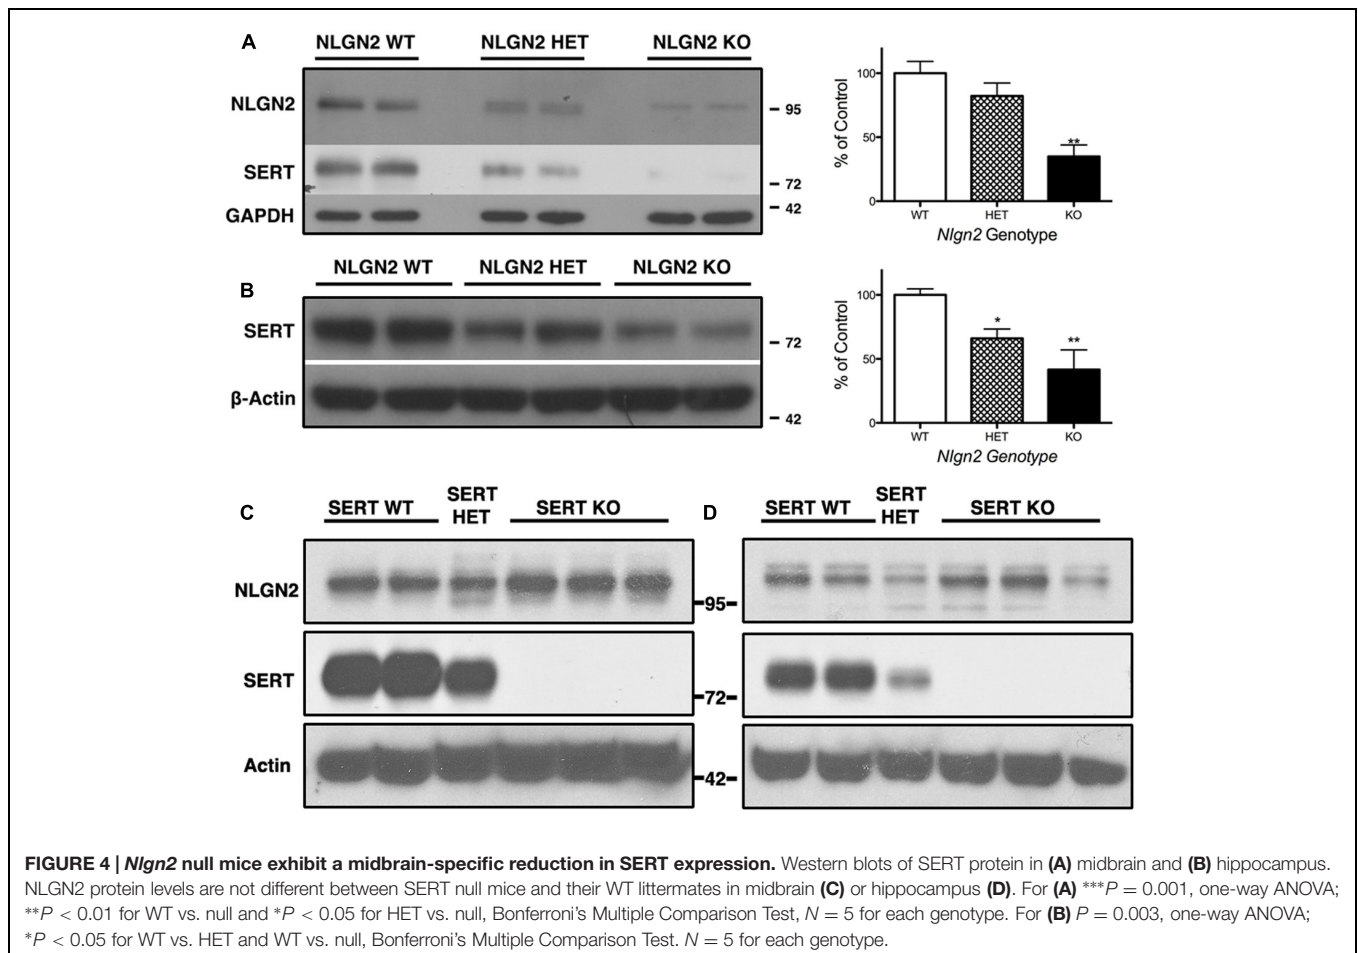 A
NLGN2 WT NLGN2 HET NLGN2 KO
NLGN2
95
SERT
72
42
GAPDH
% of Control
100
50
0
**
WT HET KO
Nlgn2 Genotype
B
NLGN2 WT NLGN2 HET NLGN2 KO
SERT
72
β-Actin
42
% of Control
100
50
0
*
**
WT HET KO
Nlgn2 Genotype
C
SERT WT SERT HET SERT KO
NLGN2
95
SERT
72
Actin
42
D
SERT WT SERT HET SERT KO
FIGURE 4 | Nlgn2 null mice exhibit a midbrain-specific reduction in SERT expression. Western blots of SERT protein in (A) midbrain and (B) hippocampus.
NLGN2 protein levels are not different between SERT null mice and their WT littermates in midbrain (C) or hippocampus (D). For (A) ***P = 0.001, one-way ANOVA;
**P < 0.01 for WT vs. null and *P < 0.05 for HET vs. null, Bonferroni's Multiple Comparison Test, N = 5 for each genotype. For (B) P = 0.003, one-way ANOVA;
*P < 0.05 for WT vs. HET and WT vs. null, Bonferroni's Multiple Comparison Test. N = 5 for each genotype.